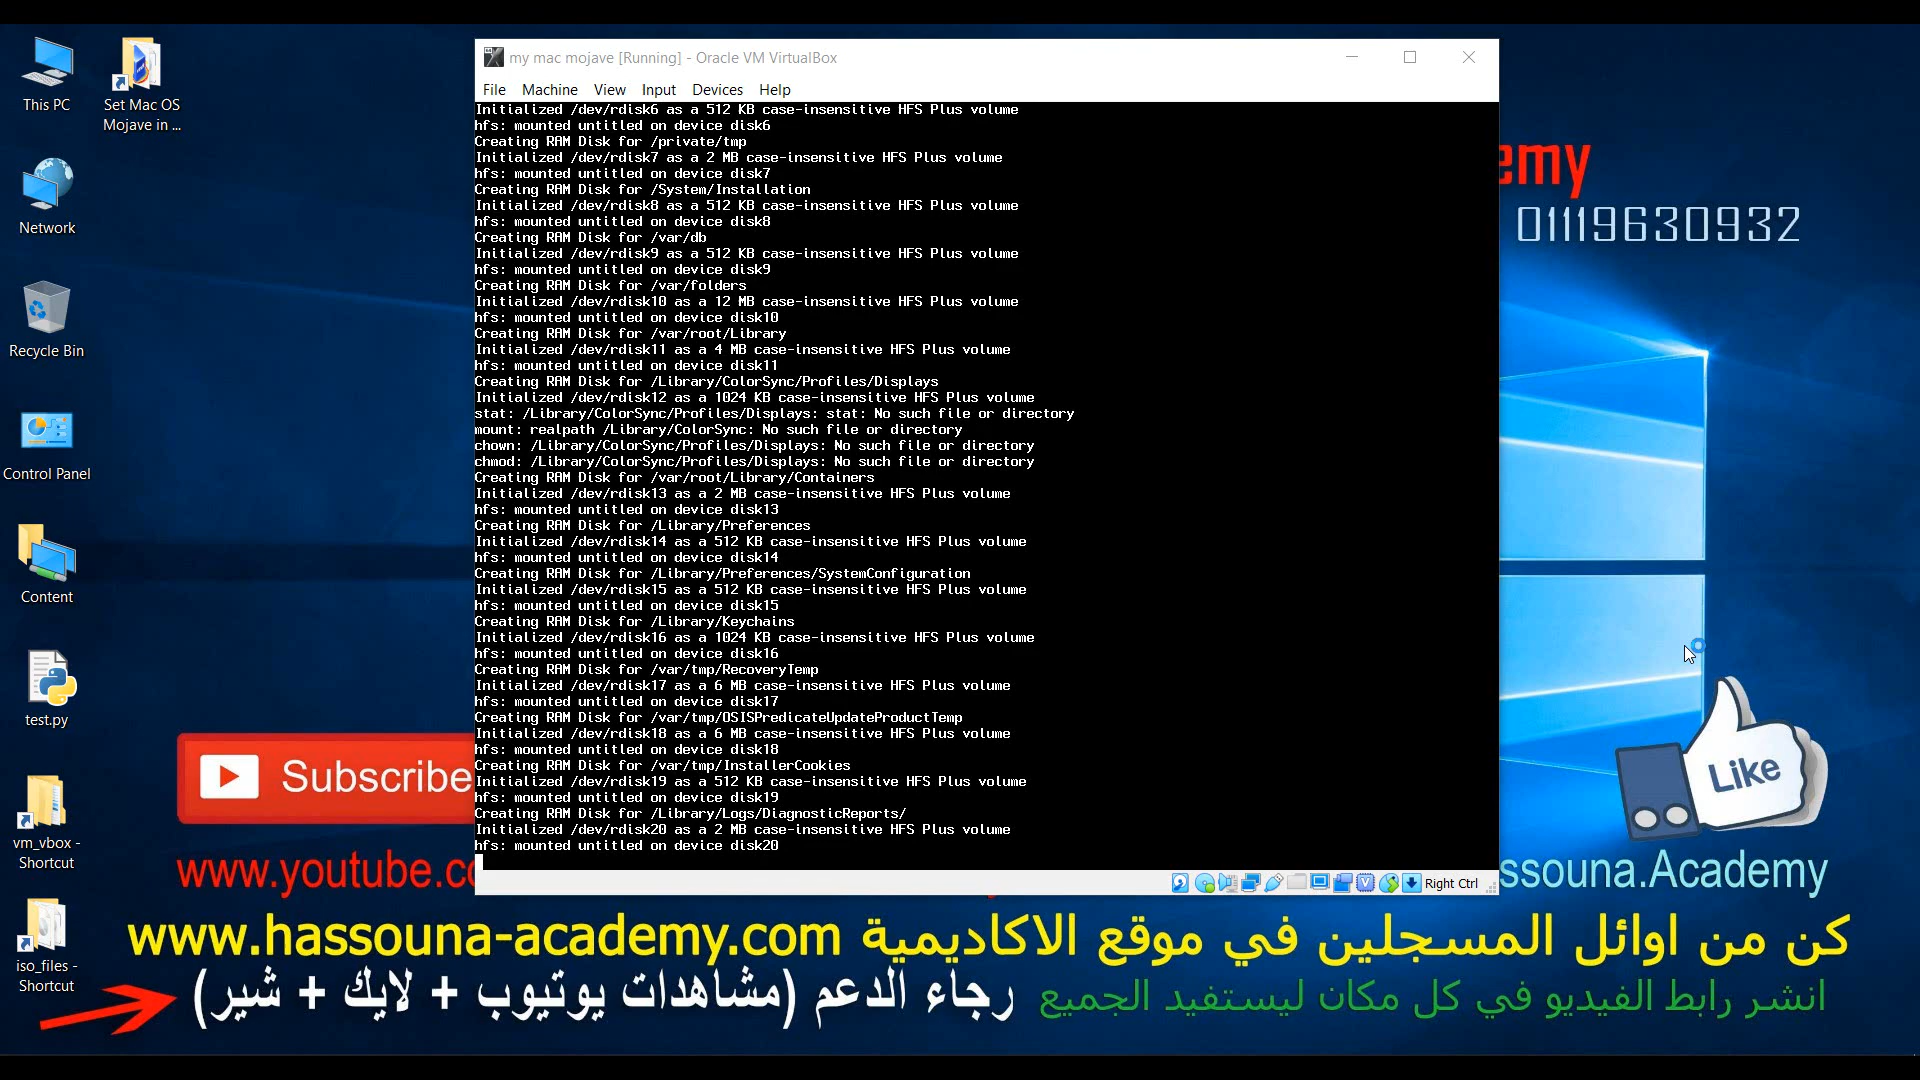 This PC
Set Mac OS
Mojave in ...
Network
Recycle Bin
Control Panel
Content
test.py
vm_vbox -
Shortcut
iso_files -
Shortcut
my mac mojave [Running] - Oracle VM VirtualBox
File Machine View Input Devices Help
Initialized /dev/rdisk6 as a 512 KB case-insensitive HFS Plus volume
hfs: mounted untitled on device disk6
Creating RAM Disk for /private/tmp
Initialized /dev/rdisk7 as a 2 MB case-insensitive HFS Plus volume
hfs: mounted untitled on device disk7
Creating RAM Disk for /System/Installation
Initialized /dev/rdisk8 as a 512 KB case-insensitive HFS Plus volume
hfs: mounted untitled on device disk8
Creating RAM Disk for /var/db
Initialized /dev/rdisk9 as a 512 KB case-insensitive HFS Plus volume
hfs: mounted untitled on device disk9
Creating RAM Disk for /var/folders
Initialized /dev/rdisk10 as a 12 MB case-insensitive HFS Plus volume
hfs: mounted untitled on device disk10
Creating RAM Disk for /var/root/Library
Initialized /dev/rdisk11 as a 4 MB case-insensitive HFS Plus volume
hfs: mounted untitled on device disk11
Creating RAM Disk for /Library/ColorSync/Profiles/Displays
Initialized /dev/rdisk12 as a 1024 KB case-insensitive HFS Plus volume
stat: /Library/ColorSync/Profiles/Displays: stat: No such file or directory
mount: realpath /Library/ColorSync: No such file or directory
chown: /Library/ColorSync/Profiles/Displays: No such file or directory
chmod: /Library/ColorSync/Profiles/Displays: No such file or directory
Creating RAM Disk for /var/root/Library/Containers
Initialized /dev/rdisk13 as a 2 MB case-insensitive HFS Plus volume
hfs: mounted untitled on device disk13
Creating RAM Disk for /Library/Preferences
Initialized /dev/rdisk14 as a 512 KB case-insensitive HFS Plus volume
hfs: mounted untitled on device disk14
Creating RAM Disk for /Library/Preferences/SystemConfiguration
Initialized /dev/rdisk15 as a 512 KB case-insensitive HFS Plus volume
hfs: mounted untitled on device disk15
Creating RAM Disk for /Library/Keychains
Initialized /dev/rdisk16 as a 1024 KB case-insensitive HFS Plus volume
hfs: mounted untitled on device disk16
Creating RAM Disk for /var/tmp/RecoveryTemp
Initialized /dev/rdisk17 as a 6 MB case-insensitive HFS Plus volume
hfs: mounted untitled on device disk17
Creating RAM Disk for /var/tmp/OSISPredicateUpdateProductTemp
Initialized /dev/rdisk18 as a 6 MB case-insensitive HFS Plus volume
hfs: mounted untitled on device disk18
Creating RAM Disk for /var/tmp/InstallerCookies
Initialized /dev/rdisk19 as a 512 KB case-insensitive HFS Plus volume
hfs: mounted untitled on device disk19
Creating RAM Disk for /Library/Logs/DiagnosticReports/
Initialized /dev/rdisk20 as a 2 MB case-insensitive HFS Plus volume
hfs: mounted untitled on device disk20
Right Ctrl
emy
01119630932
Subscribe
Like
www.youtube.co
ssouna.Academy
كن من اوائل المسجلين في موقع الاكاديمية www.hassouna-academy.com
انشر رابط الفيديو في كل مكان ليستفيد الجميع
رجاء الدعم (مشاهدات يوتيوب + لايك + شير)